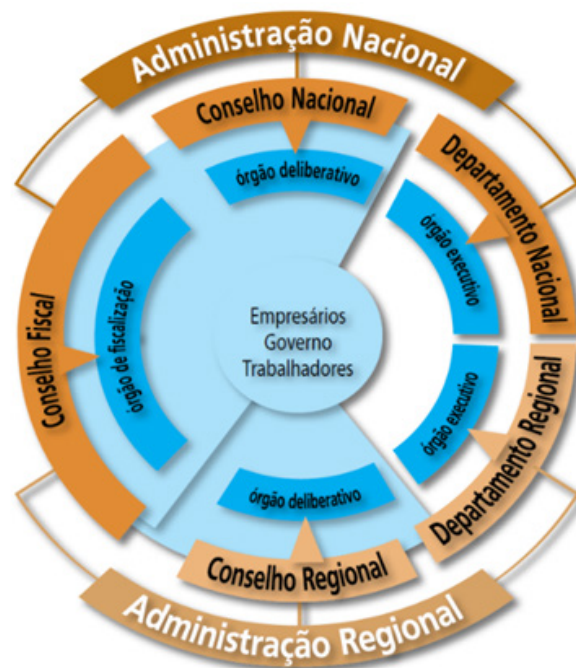 Administração Nacional
Conselho Nacional
órgão deliberativo
Departamento Nacional
órgão executivo
Conselho Fiscal
órgão de fiscalização
Empresários
Governo
Trabalhadores
órgão executivo
Departamento Regional
órgão deliberativo
Conselho Regional
Administração Regional